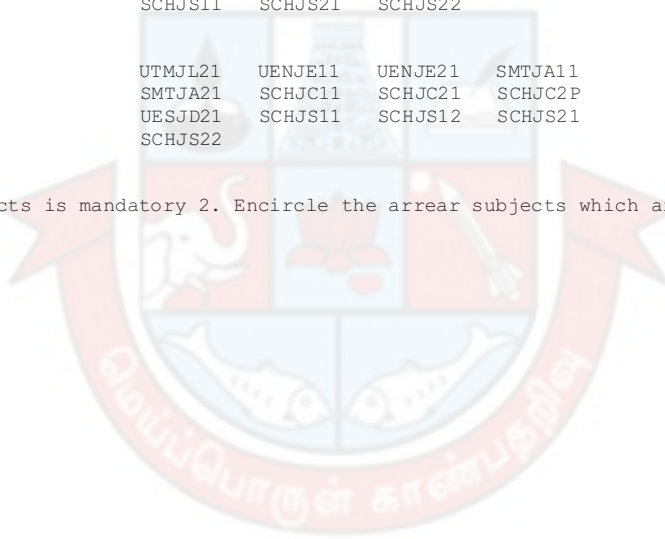 SCHJS11 SCHJS21 SCHJS22
UTMJL21 UENJE11 UENJE21 SMTJA11
SMTJA21 SCHJC11 SCHJC21 SCHJC2P
UESJD21 SCHJS11 SCHJS12 SCHJS21
SCHJS22
is mandatory 2. Encircle the arrear subjects which
மெய்ப்பொருள் காண்பதறிவு